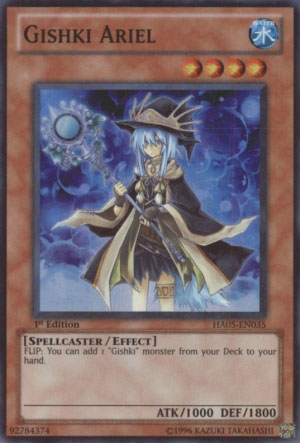 GISHKI ARIEL
WATER
水
1st Edition
HA05-EN035
[SPELLCASTER / EFFECT]
FLIP: You can add 1 "Gishki" monster from your Deck to your
hand.
ATK/1000 DEF/1800
92784374
©1996 KAZUKI TAKAHASHI